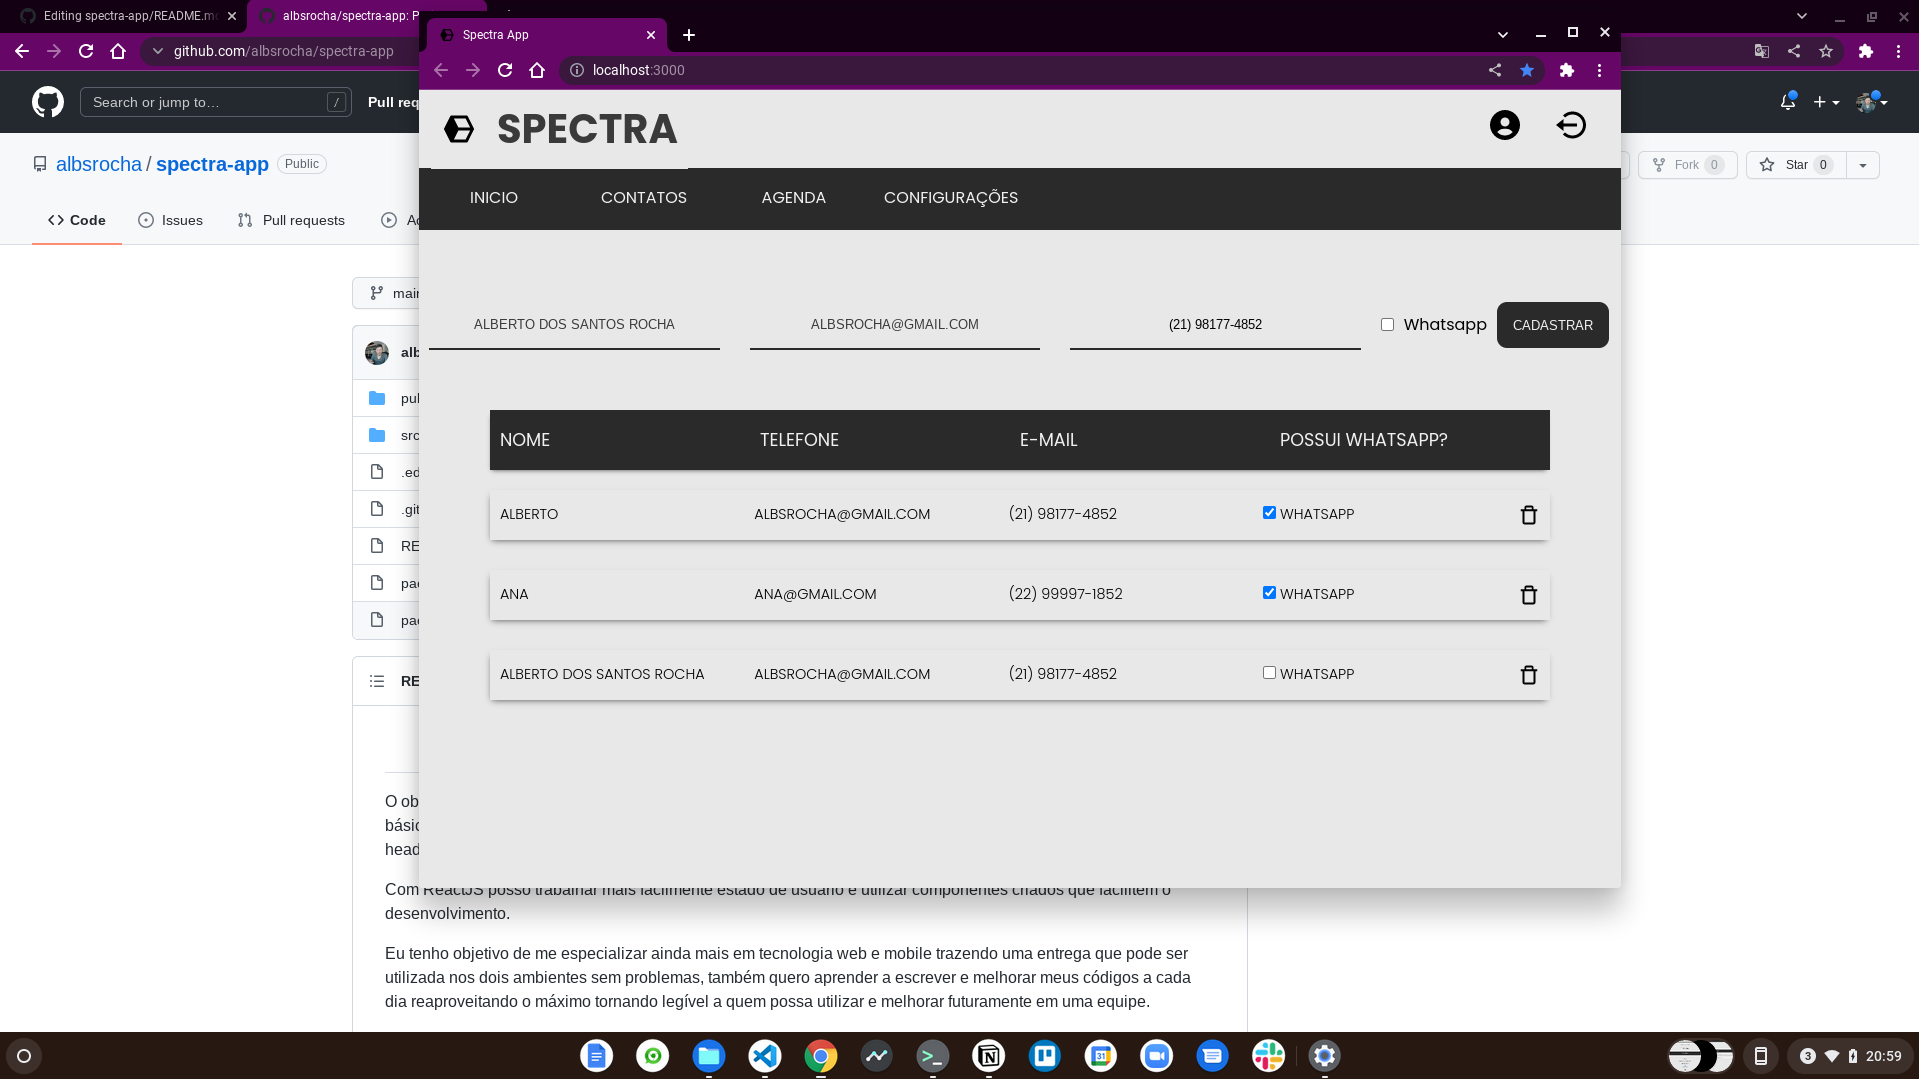 Editing spectra-app/README.m
albsrocha/spectra-app: P
github.com/albsrocha/spectra-app
Search or jump to…
/
Pull req
albsrocha / spectra-app
Public
Fork 0
Star 0
Code
Issues
Pull requests
Ac
main
alb
pul
src
.ed
.git
RE
pac
pac
RE
O ob
básic
head
Com ReactJS posso trabalhar mais facilmente estado de usuário e utilizar componentes criados que facilitem o
desenvolvimento.
Eu tenho objetivo de me especializar ainda mais em tecnologia web e mobile trazendo uma entrega que pode ser
utilizada nos dois ambientes sem problemas, também quero aprender a escrever e melhorar meus códigos a cada
dia reaproveitando o máximo tornando legível a quem possa utilizar e melhorar futuramente em uma equipe.
Spectra App
localhost:3000
SPECTRA
INICIO
CONTATOS
AGENDA
CONFIGURAÇÕES
ALBERTO DOS SANTOS ROCHA
ALBSROCHA@GMAIL.COM
(21) 98177-4852
Whatsapp
CADASTRAR
NOME
TELEFONE
E-MAIL
POSSUI WHATSAPP?
ALBERTO
ALBSROCHA@GMAIL.COM
(21) 98177-4852
WHATSAPP
ANA
ANA@GMAIL.COM
(22) 99997-1852
WHATSAPP
ALBERTO DOS SANTOS ROCHA
ALBSROCHA@GMAIL.COM
(21) 98177-4852
WHATSAPP
31
3
20:59